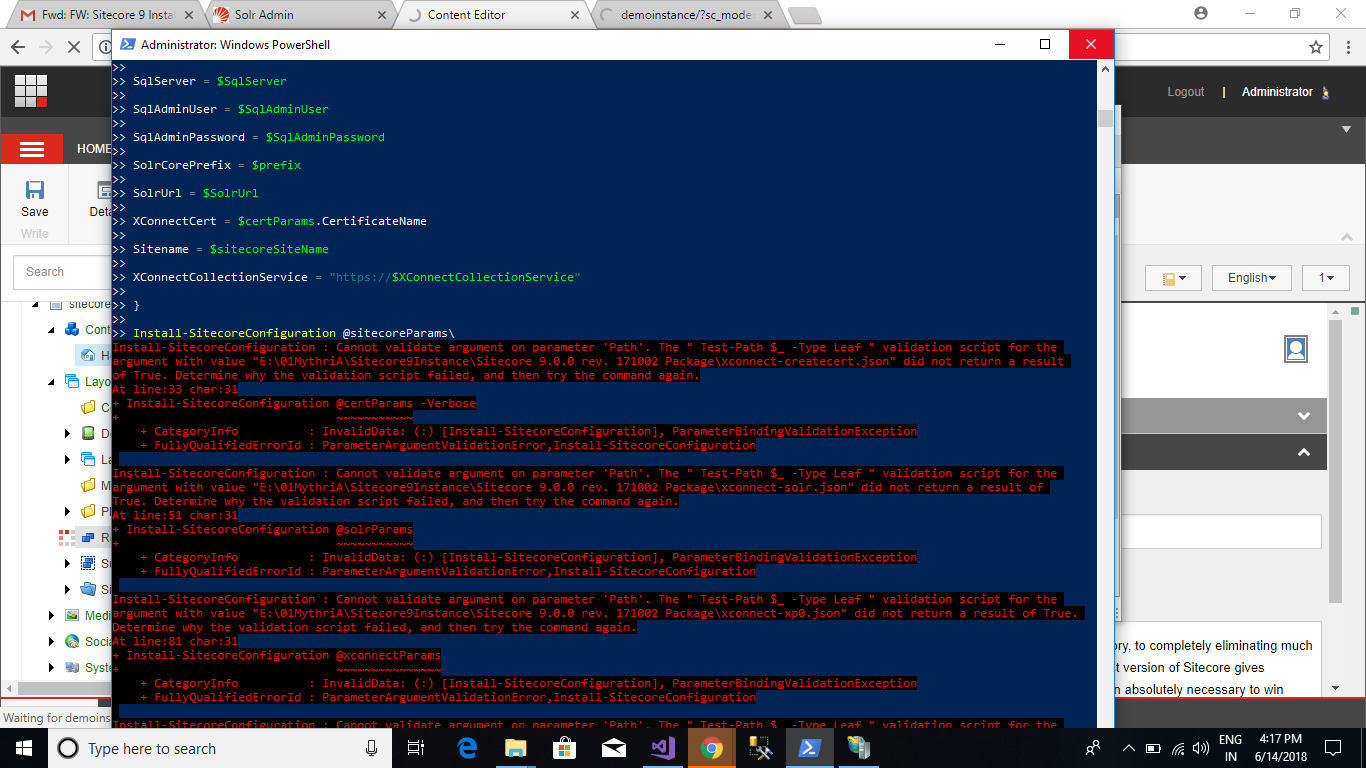 Fwd: FW: Sitecore 9 Insta
Solr Admin
Content Editor
demoinstance/?sc_mode
Administrator: Windows PowerShell
Logout | Administrator
HOME
Save
Write
Search
English
1
>>
>> SqlServer = $SqlServer
>>
>> SqlAdminUser = $SqlAdminUser
>>
>> SqlAdminPassword = $SqlAdminPassword
>>
>> SolrCorePrefix = $prefix
>>
>> SolrUrl = $SolrUrl
>>
>> XConnectCert = $certParams.CertificateName
>>
>> Sitename = $sitecoreSiteName
>>
>> XConnectCollectionService = "https://$XConnectCollectionService"
>>
>> }
>>
>> Install-SitecoreConfiguration @sitecoreParams\
Install-SitecoreConfiguration : Cannot validate argument on parameter 'Path'. The " Test-Path $_ -Type Leaf " validation script for the
argument with value "E:\01MythriA\Sitecore9Instance\Sitecore 9.0.0 rev. 171002 Package\xconnect-createcert.json" did not return a result
of True. Determine why the validation script failed, and then try the command again.
At line:33 char:31
+ Install-SitecoreConfiguration @certParams -Verbose
+ ~~~~~~~~~~~
+ CategoryInfo : InvalidData: (:) [Install-SitecoreConfiguration], ParameterBindingValidationException
+ FullyQualifiedErrorId : ParameterArgumentValidationError,Install-SitecoreConfiguration
Install-SitecoreConfiguration : Cannot validate argument on parameter 'Path'. The " Test-Path $_ -Type Leaf " validation script for the
argument with value "E:\01MythriA\Sitecore9Instance\Sitecore 9.0.0 rev. 171002 Package\xconnect-solr.json" did not return a result of
True. Determine why the validation script failed, and then try the command again.
At line:51 char:31
+ Install-SitecoreConfiguration @solrParams
+ ~~~~~~~~~~~
+ CategoryInfo : InvalidData: (:) [Install-SitecoreConfiguration], ParameterBindingValidationException
+ FullyQualifiedErrorId : ParameterArgumentValidationError,Install-SitecoreConfiguration
Install-SitecoreConfiguration : Cannot validate argument on parameter 'Path'. The " Test-Path $_ -Type Leaf " validation script for the
argument with value "E:\01MythriA\Sitecore9Instance\Sitecore 9.0.0 rev. 171002 Package\xconnect-xp0.json" did not return a result of True.
Determine why the validation script failed, and then try the command again.
At line:81 char:31
+ Install-SitecoreConfiguration @xconnectParams
+ ~~~~~~~~~~~~~~~
+ CategoryInfo : InvalidData: (:) [Install-SitecoreConfiguration], ParameterBindingValidationException
+ FullyQualifiedErrorId : ParameterArgumentValidationError,Install-SitecoreConfiguration
Install-SitecoreConfiguration : Cannot validate argument on parameter 'Path'. The " Test-Path $_ -Type Leaf " validation script for the
sitecore
Cont
Layo
Medi
Socia
Syste
ory, to completely eliminating much
t version of Sitecore gives
n absolutely necessary to win
Waiting for demoins
Type here to search
ENG
IN
4:17 PM
6/14/2018